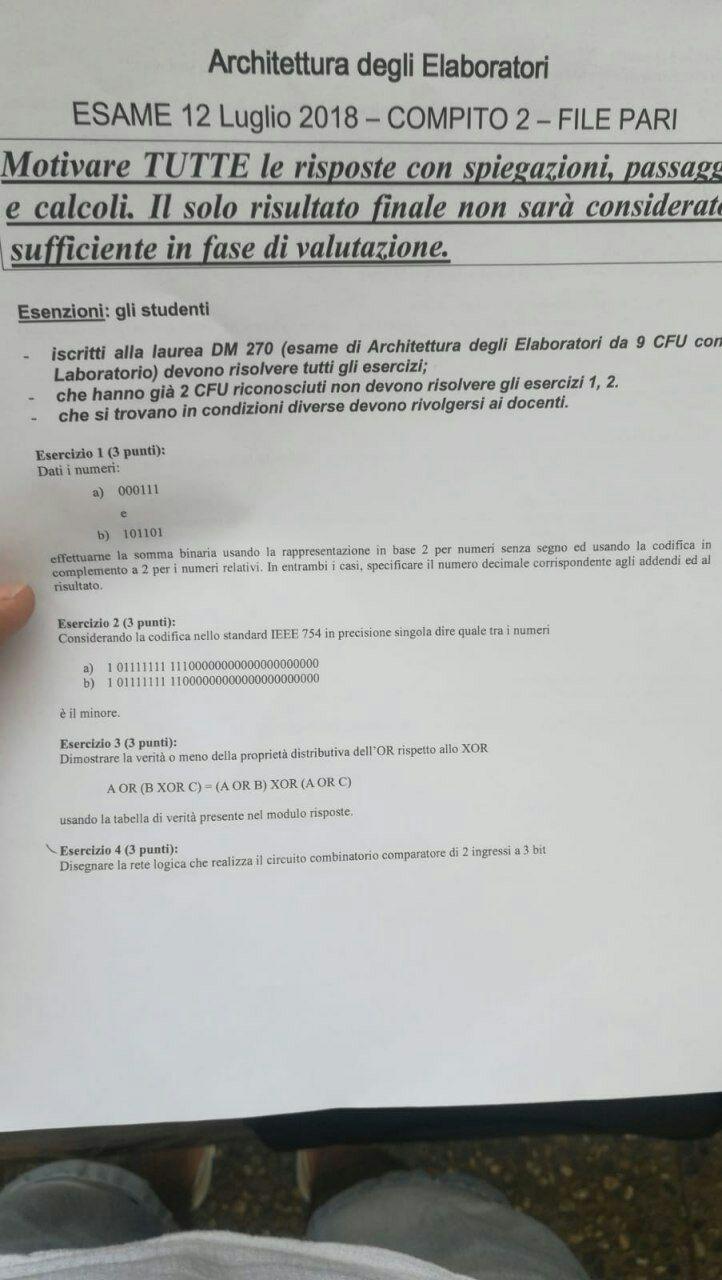 Architettura degli Elaboratori
ESAME 12 Luglio 2018 – COMPITO 2 – FILE PARI
Motivare TUTTE le risposte con spiegazioni, passagg
e calcoli. Il solo risultato finale non sarà considerat
sufficiente in fase di valutazione.
Esenzioni: gli studenti
- iscritti alla laurea DM 270 (esame di Architettura degli Elaboratori da 9 CFU con
Laboratorio) devono risolvere tutti gli esercizi;
- che hanno già 2 CFU riconosciuti non devono risolvere gli esercizi 1, 2.
- che si trovano in condizioni diverse devono rivolgersi ai docenti.
Esercizio 1 (3 punti):
Dati i numeri:
a) 000111
e
b) 101101
effettuarne la somma binaria usando la rappresentazione in base 2 per numeri senza segno ed usando la codifica in
complemento a 2 per i numeri relativi. In entrambi i casi, specificare il numero decimale corrispondente agli addendi ed al
risultato.
Esercizio 2 (3 punti):
Considerando la codifica nello standard IEEE 754 in precisione singola dire quale tra i numeri
a) 1 01111111 11100000000000000000000
b) 1 01111111 11000000000000000000000
è il minore.
Esercizio 3 (3 punti):
Dimostrare la verità o meno della proprietà distributiva dell'OR rispetto allo XOR
A OR (B XOR C) = (A OR B) XOR (A OR C)
usando la tabella di verità presente nel modulo risposte.
Esercizio 4 (3 punti):
Disegnare la rete logica che realizza il circuito combinatorio comparatore di 2 ingressi a 3 bit